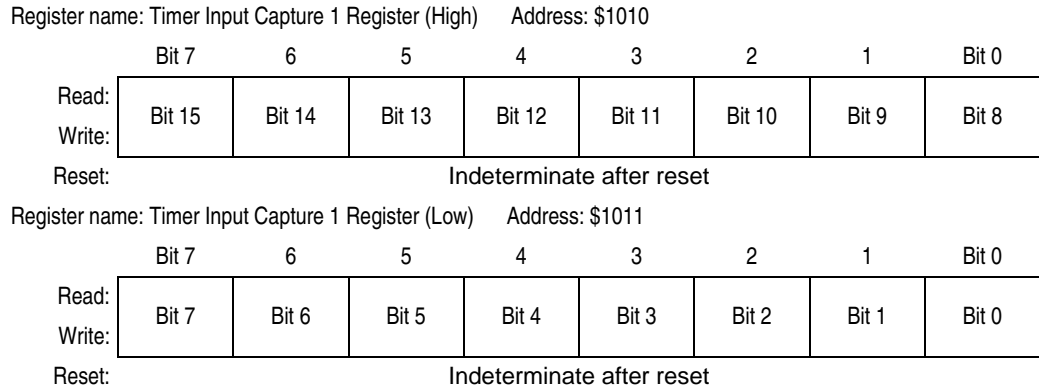 Register name: Timer Input Capture 1 Register (High) Address: $1010
Bit 7 6 5 4 3 2 1 Bit 0
Read:
Bit 15 Bit 14 Bit 13 Bit 12 Bit 11 Bit 10 Bit 9 Bit 8
Write:
Reset: Indeterminate after reset
Register name: Timer Input Capture 1 Register (Low) Address: $1011
Bit 7 6 5 4 3 2 1 Bit 0
Read:
Bit 7 Bit 6 Bit 5 Bit 4 Bit 3 Bit 2 Bit 1 Bit 0
Write:
Reset: Indeterminate after reset